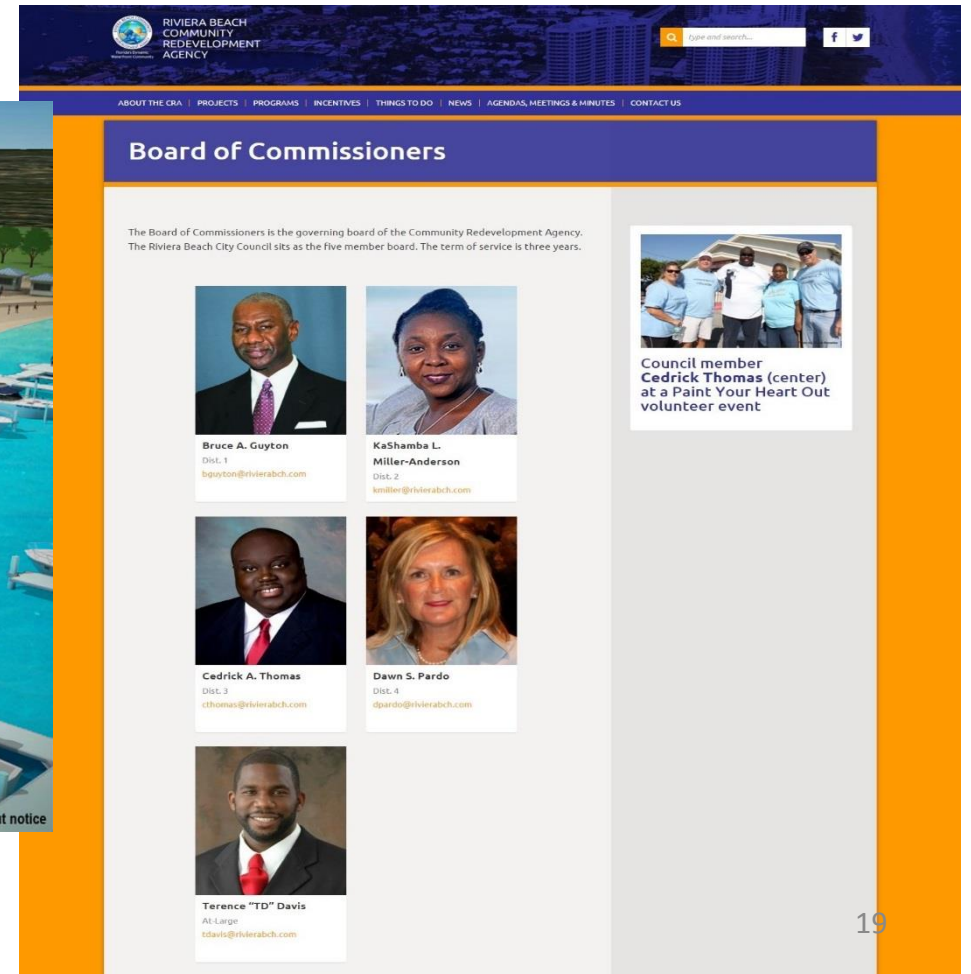 RIVIERA BEACH
COMMUNITY
REDEVELOPMENT
AGENCY
type and search...
ABOUT THE CRA | PROJECTS | PROGRAMS | INCENTIVES | THINGS TO DO | NEWS | AGENDAS, MEETINGS & MINUTES | CONTACT US
Board of Commissioners
The Board of Commissioners is the governing board of the Community Redevelopment Agency.
The Riviera Beach City Council sits as the five member board. The term of service is three years.
Bruce A. Guyton
Dist. 1
bguyton@rivierabch.com
KaShamba L.
Miller-Anderson
Dist. 2
kmiller@rivierabch.com
Cedrick A. Thomas
Dist. 3
cthomas@rivierabch.com
Dawn S. Pardo
Dist. 4
dpardo@rivierabch.com
Terence "TD" Davis
At-Large
tdavis@rivierabch.com
Council member
Cedrick Thomas (center)
at a Paint Your Heart Out
volunteer event
notice
19